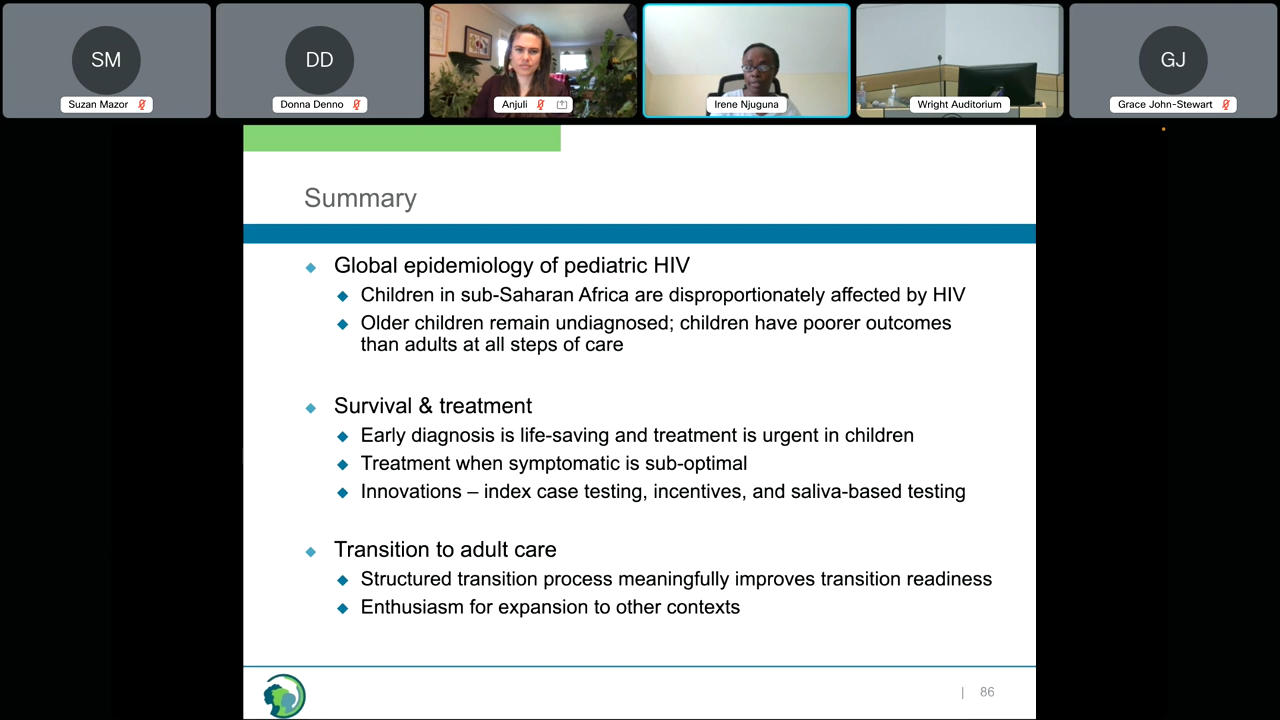 SM
DD
GJ
Suzan Mazor
Donna Denno
Anjuli
Irene Njuguna
Wright Auditorium
Grace John-Stewart
Summary
Global epidemiology of pediatric HIV
Children in sub-Saharan Africa are disproportionately affected by HIV
Older children remain undiagnosed; children have poorer outcomes
than adults at all steps of care
Survival & treatment
Early diagnosis is life-saving and treatment is urgent in children
Treatment when symptomatic is sub-optimal
Innovations – index case testing, incentives, and saliva-based testing
Transition to adult care
Structured transition process meaningfully improves transition readiness
Enthusiasm for expansion to other contexts
| 86